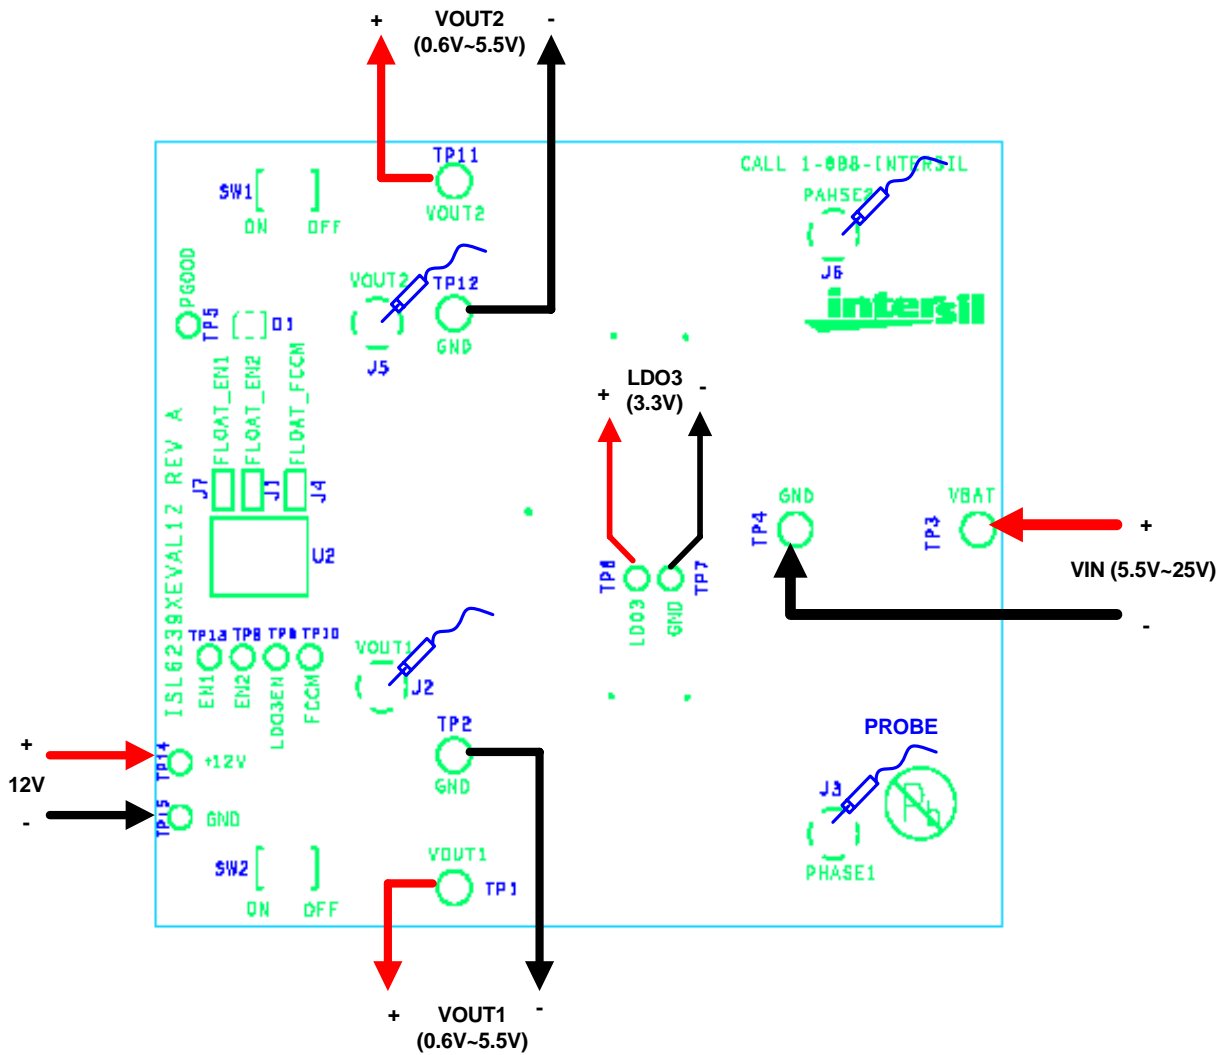 + VOUT2 -
(0.6V~5.5V)
TP11
VOUT2
SW1
ON OFF
CALL 1-888-INTERSIL
PAHSE2
J6
intersil
PGOOD
TP5
D1
VOUT2
J5
TP12
GND
FLOAT_EN1
FLOAT_EN2
FLOAT_FCCM
J7
J1
J4
U2
ISL6239XEVAL1Z REV A
+ LDO3 -
(3.3V)
TP6
LDO3
TP7
GND
GND
TP4
VBAT
TP3
+
VIN (5.5V~25V)
-
TP13 TP8 TP9 TP10
EN1
EN2
LDO3EN
FCCM
VOUT1
J2
TP2
GND
+
12V
-
TP14
+12V
TP15
GND
PROBE
J3
Pb
PHASE1
SW2
ON OFF
VOUT1
TP1
+ VOUT1 -
(0.6V~5.5V)